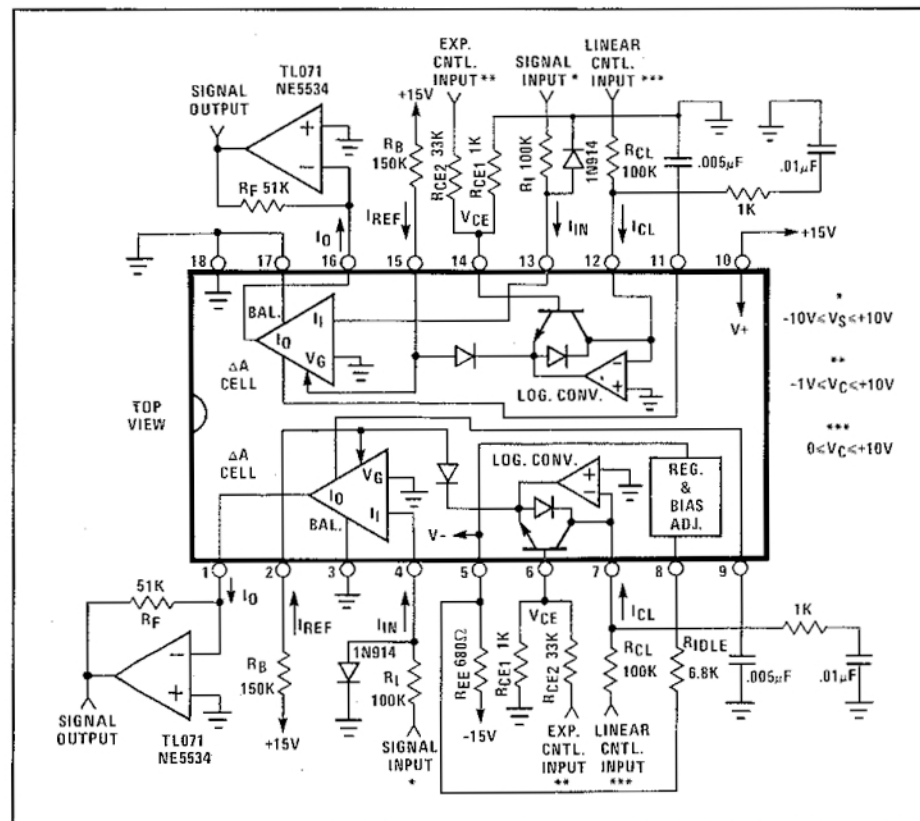 EXP.
CNTL.
INPUT **
SIGNAL
INPUT *
LINEAR
CNTL.
INPUT ***
TL071
NE5534
SIGNAL
OUTPUT
+
−
+15V
RB
150K
RCE2 33K
RCE1 1K
RI 100K
1N914
RCL
100K
.005µF
.01µF
1K
RF 51K
IREF
VCE
IIN
ICL
+15V
IO
18
17
16
15
14
13
12
11
10
BAL.
II
IO
VG
ΔA
CELL
−
+
LOG. CONV.
V+
*
-10V≤VS≤+10V
**
-1V≤VC≤+10V
***
0≤VC≤+10V
TOP
VIEW
ΔA
CELL
IO
VG
II
BAL.
LOG. CONV.
+
−
V-
REG.
&
BIAS
ADJ.
1
2
3
4
5
6
7
8
9
51K
RF
IO
IREF
IIN
VCE
ICL
1K
−
+
RB
150K
1N914
RI
100K
REE 680Ω
RCE1 1K
RCE2 33K
RCL
100K
RIDLE
6.8K
.005µF
.01µF
SIGNAL
OUTPUT
TL071
NE5534
+15V
SIGNAL
INPUT
*
-15V
EXP.
CNTL.
INPUT
**
LINEAR
CNTL.
INPUT
***